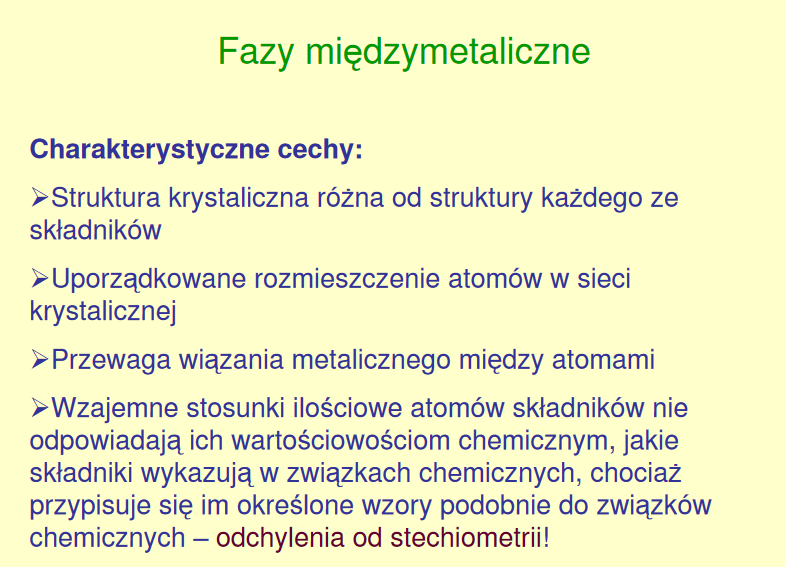 Fazy międzymetaliczne
Charakterystyczne cechy:
➢Struktura krystaliczna różna od struktury każdego ze
składników
➢Uporządkowane rozmieszczenie atomów w sieci
krystalicznej
➢Przewaga wiązania metalicznego między atomami
➢Wzajemne stosunki ilościowe atomów składników nie
odpowiadają ich wartościowościom chemicznym, jakie
składniki wykazują w związkach chemicznych, chociaż
przypisuje się im określone wzory podobnie do związków
chemicznych – odchylenia od stechiometrii!